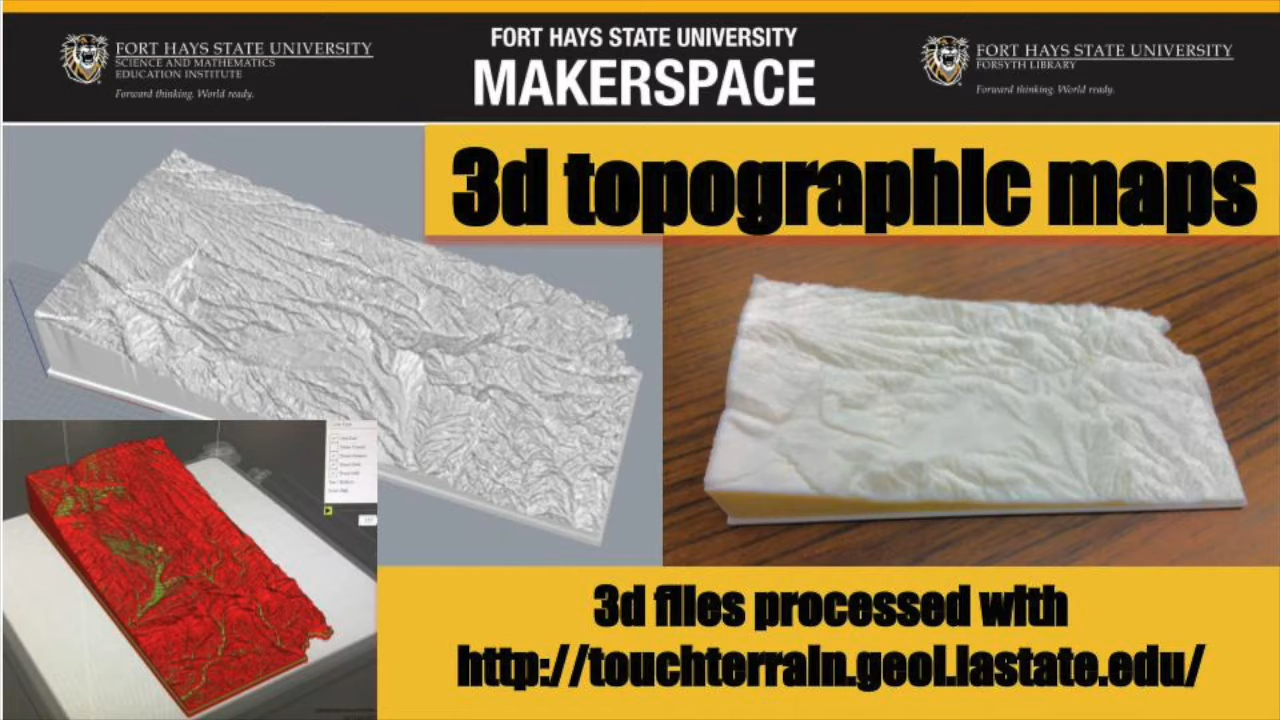 FORT HAYS STATE UNIVERSITY
SCIENCE AND MATHEMATICS
EDUCATION INSTITUTE
Forward thinking. World ready.
FORT HAYS STATE UNIVERSITY
MAKERSPACE
FORT HAYS STATE UNIVERSITY
FORSYTH LIBRARY
Forward thinking. World ready.
3d topographic maps
3d files processed with
http://touchterrain.geol.iastate.edu/